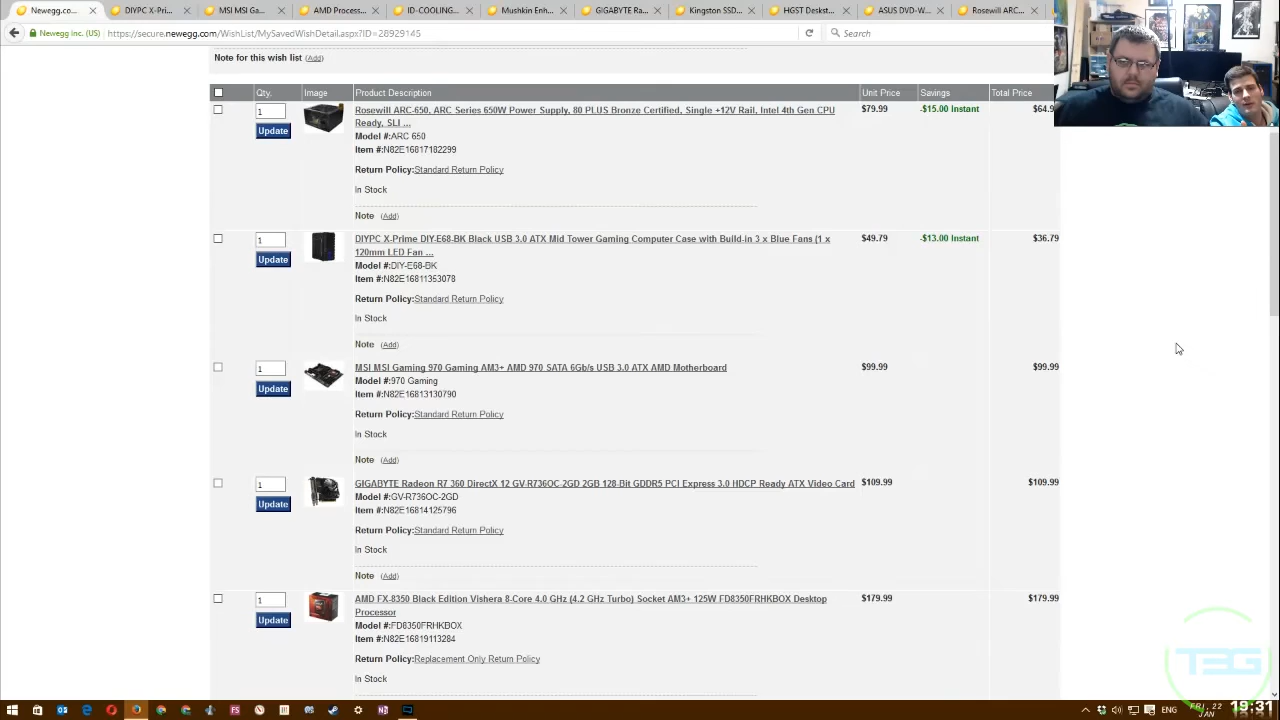 Newegg.co...
DIYPC X-Pri...
MSI MSI Ga...
AMD Proces...
ID-COOLING...
Mushkin Enh...
GIGABYTE Ra...
Kingston SSD...
HGST Deskst...
ASUS DVD-W...
Rosewill ARC...
Newegg Inc. (US)
https://secure.newegg.com/WishList/MySavedWishDetail.aspx?ID=28929145
Search
Note for this wish list (Add)
Qty. Image Product Description Unit Price Savings Total Price
1 Rosewill ARC-650, ARC Series 650W Power Supply, 80 PLUS Bronze Certified, Single +12V Rail, Intel 4th Gen CPU $79.99 -$15.00 Instant
Ready, SLI ...
Update
Model #:ARC 650
Item #:N82E16817182299
Return Policy:Standard Return Policy
In Stock
Note (Add)
1 DIYPC X-Prime DIY-E68-BK Black USB 3.0 ATX Mid Tower Gaming Computer Case with Build-in 3 x Blue Fans (1 x $49.79 -$13.00 Instant $36.79
120mm LED Fan ...
Update
Model #:DIY-E68-BK
Item #:N82E16811353078
Return Policy:Standard Return Policy
In Stock
Note (Add)
1 MSI MSI Gaming 970 Gaming AM3+ AMD 970 SATA 6Gb/s USB 3.0 ATX AMD Motherboard $99.99 $99.99
Update
Model #:970 Gaming
Item #:N82E16813130790
Return Policy:Standard Return Policy
In Stock
Note (Add)
1 GIGABYTE Radeon R7 360 DirectX 12 GV-R736OC-2GD 2GB 128-Bit GDDR5 PCI Express 3.0 HDCP Ready ATX Video Card $109.99 $109.99
Update
Model #:GV-R736OC-2GD
Item #:N82E16814125796
Return Policy:Standard Return Policy
In Stock
Note (Add)
1 AMD FX-8350 Black Edition Vishera 8-Core 4.0 GHz (4.2 GHz Turbo) Socket AM3+ 125W FD8350FRHKBOX Desktop $179.99 $179.99
Processor
Update
Model #:FD8350FRHKBOX
Item #:N82E16819113284
Return Policy:Replacement Only Return Policy
In Stock
TBG
FRI, 22
JAN
19:31